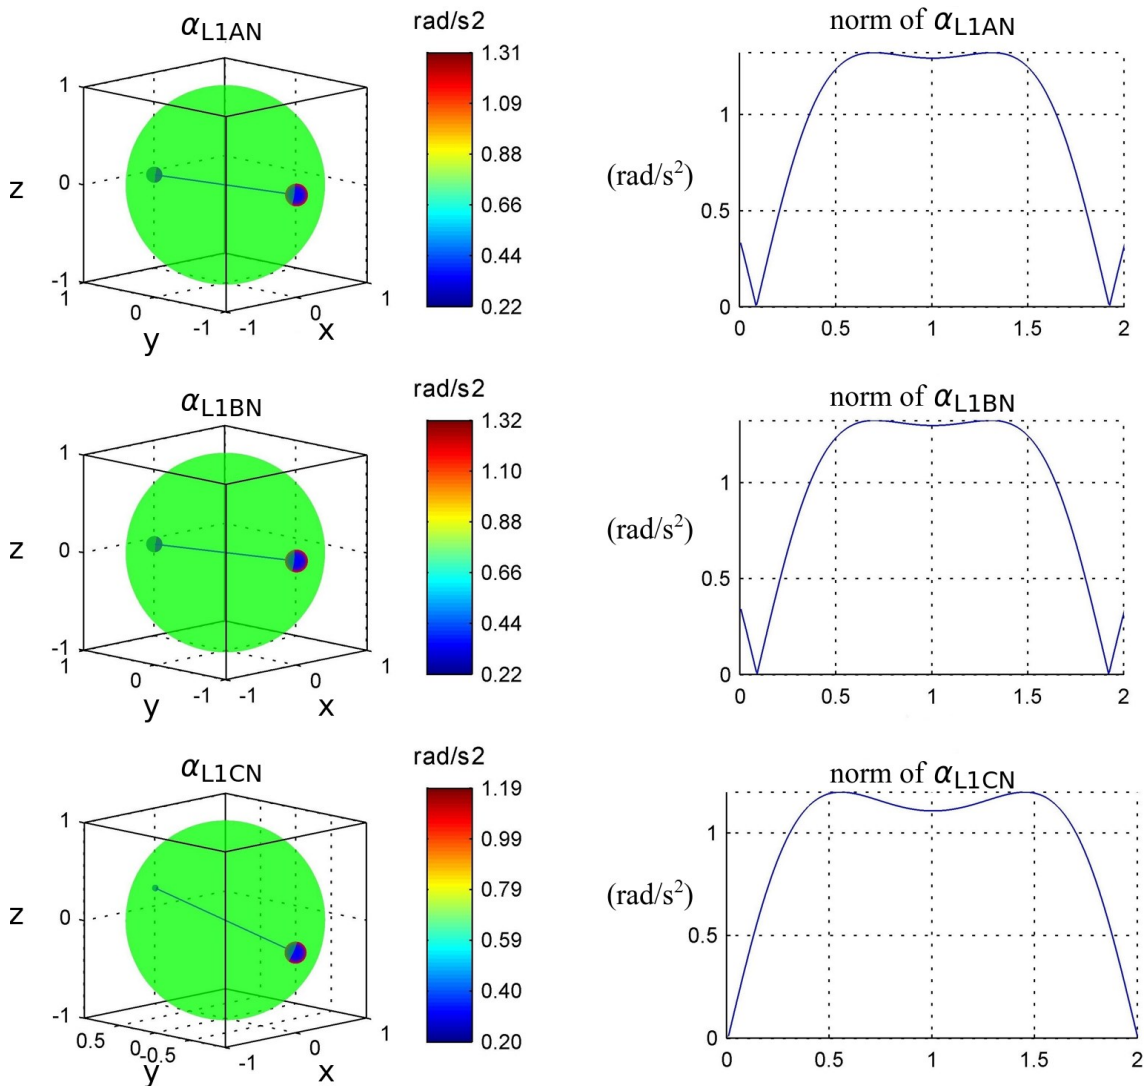 α_L1AN
rad/s2
1.31
1.09
0.88
0.66
0.44
0.22
1
0
-1
z
1
0
-1
y
-1
0
1
x
norm of α_L1AN
(rad/s²)
1
0.5
0
0 0.5 1 1.5 2
α_L1BN
rad/s2
1.32
1.10
0.88
0.66
0.44
0.22
1
0
-1
z
1
0
-1
y
-1
0
1
x
norm of α_L1BN
(rad/s²)
1
0.5
0
0 0.5 1 1.5 2
α_L1CN
rad/s2
1.19
0.99
0.79
0.59
0.40
0.20
1
0
-1
z
0.5
0
-0.5
y
-1
0
1
x
norm of α_L1CN
(rad/s²)
1
0.5
0
0 0.5 1 1.5 2